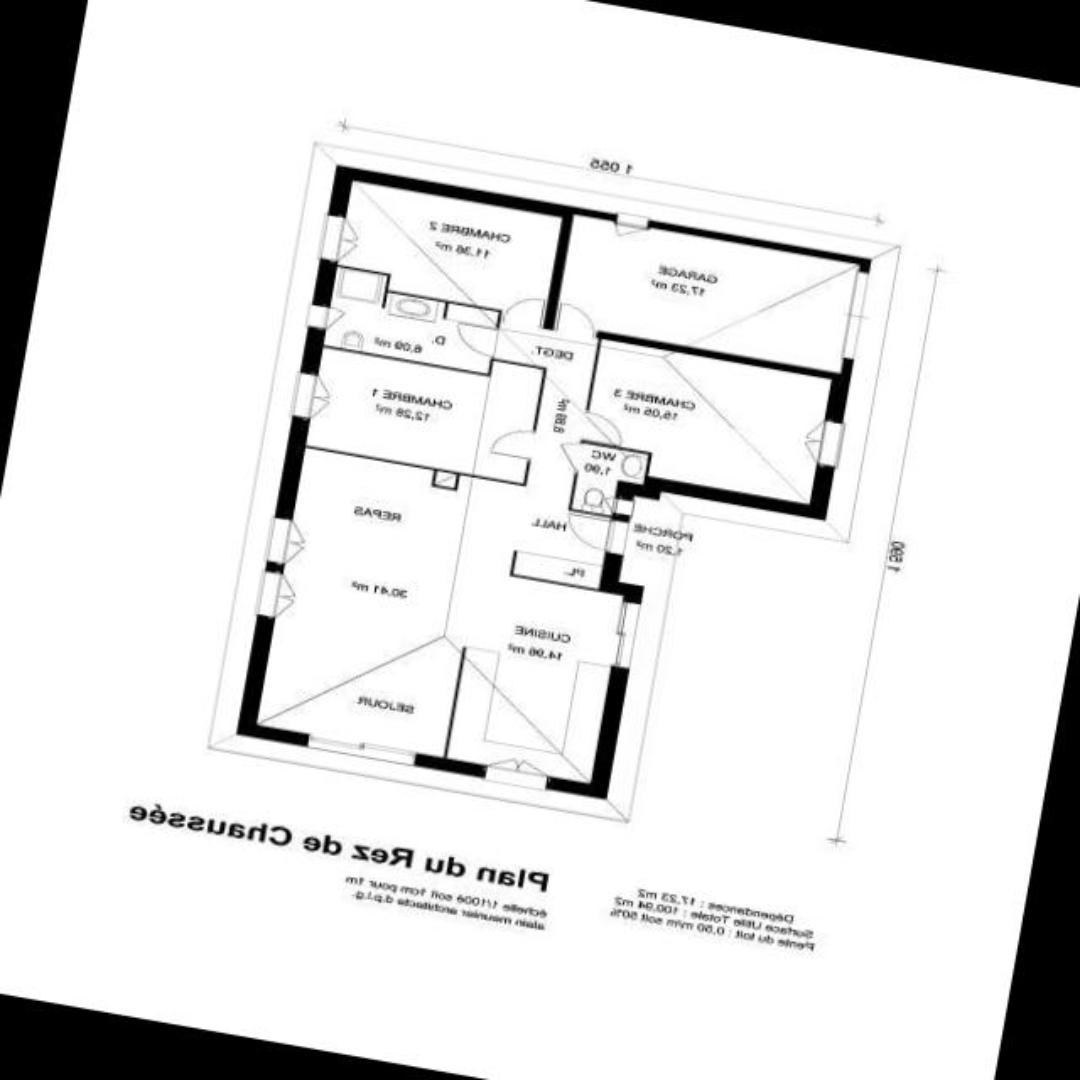 1 055
CHAMBRE 2
11,36 m²
GARAGE
17,23 m²
D.
6,09 m²
DEGT.
CHAMBRE 1
12,28 m²
CHAMBRE 3
15,05 m²
8,89 m²
WC
1,90
REPAS
HALL
PORCHE
1,20 m²
PL.
30,41 m²
CUISINE
14,96 m²
SEJOUR
Plan du Rez de Chaussée
échelle 1/100è soit 1cm pour 1m
alain meunier architecte d.p.l.g.
Dépendances : 17,23 m2
Surface Utile Totale : 100,94 m2
Pente du toit : 0,50 m/m soit 50%